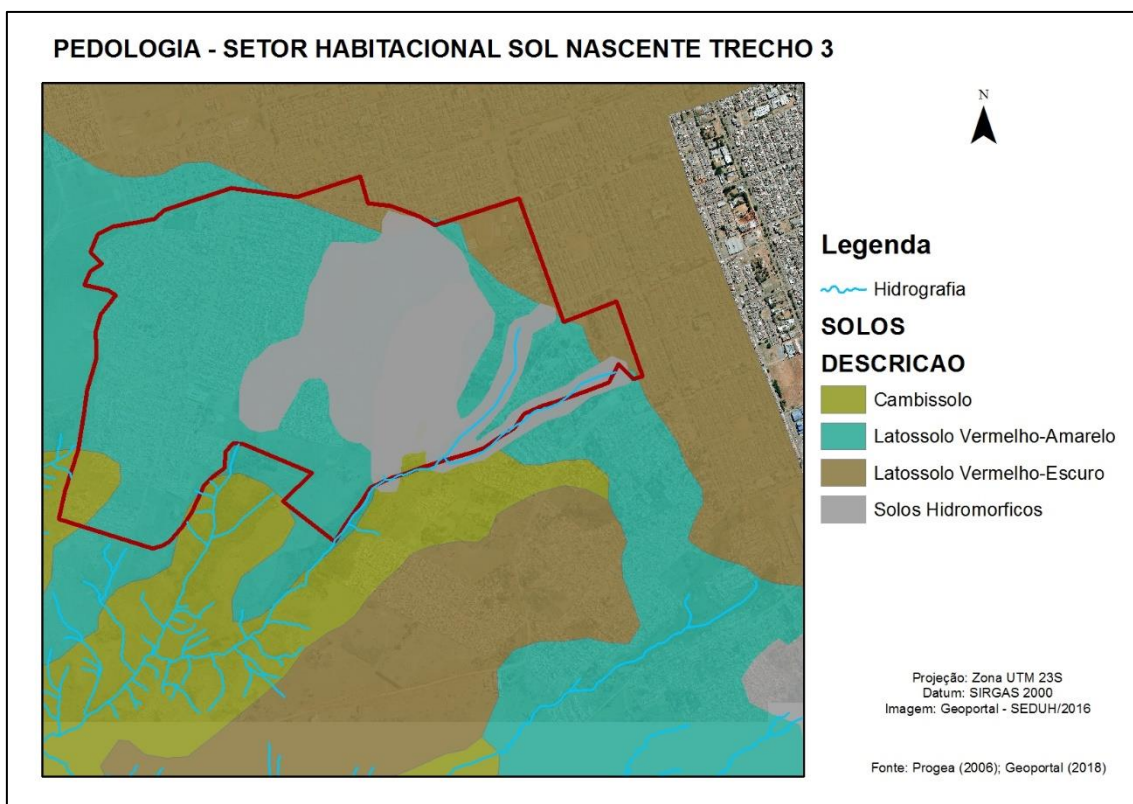 PEDOLOGIA - SETOR HABITACIONAL SOL NASCENTE TRECHO 3
N
Legenda
Hidrografia
SOLOS
DESCRICAO
Cambissolo
Latossolo Vermelho-Amarelo
Latossolo Vermelho-Escuro
Solos Hidromorficos
Projeção: Zona UTM 23S
Datum: SIRGAS 2000
Imagem: Geoportal - SEDUH/2016
Fonte: Progea (2006); Geoportal (2018)